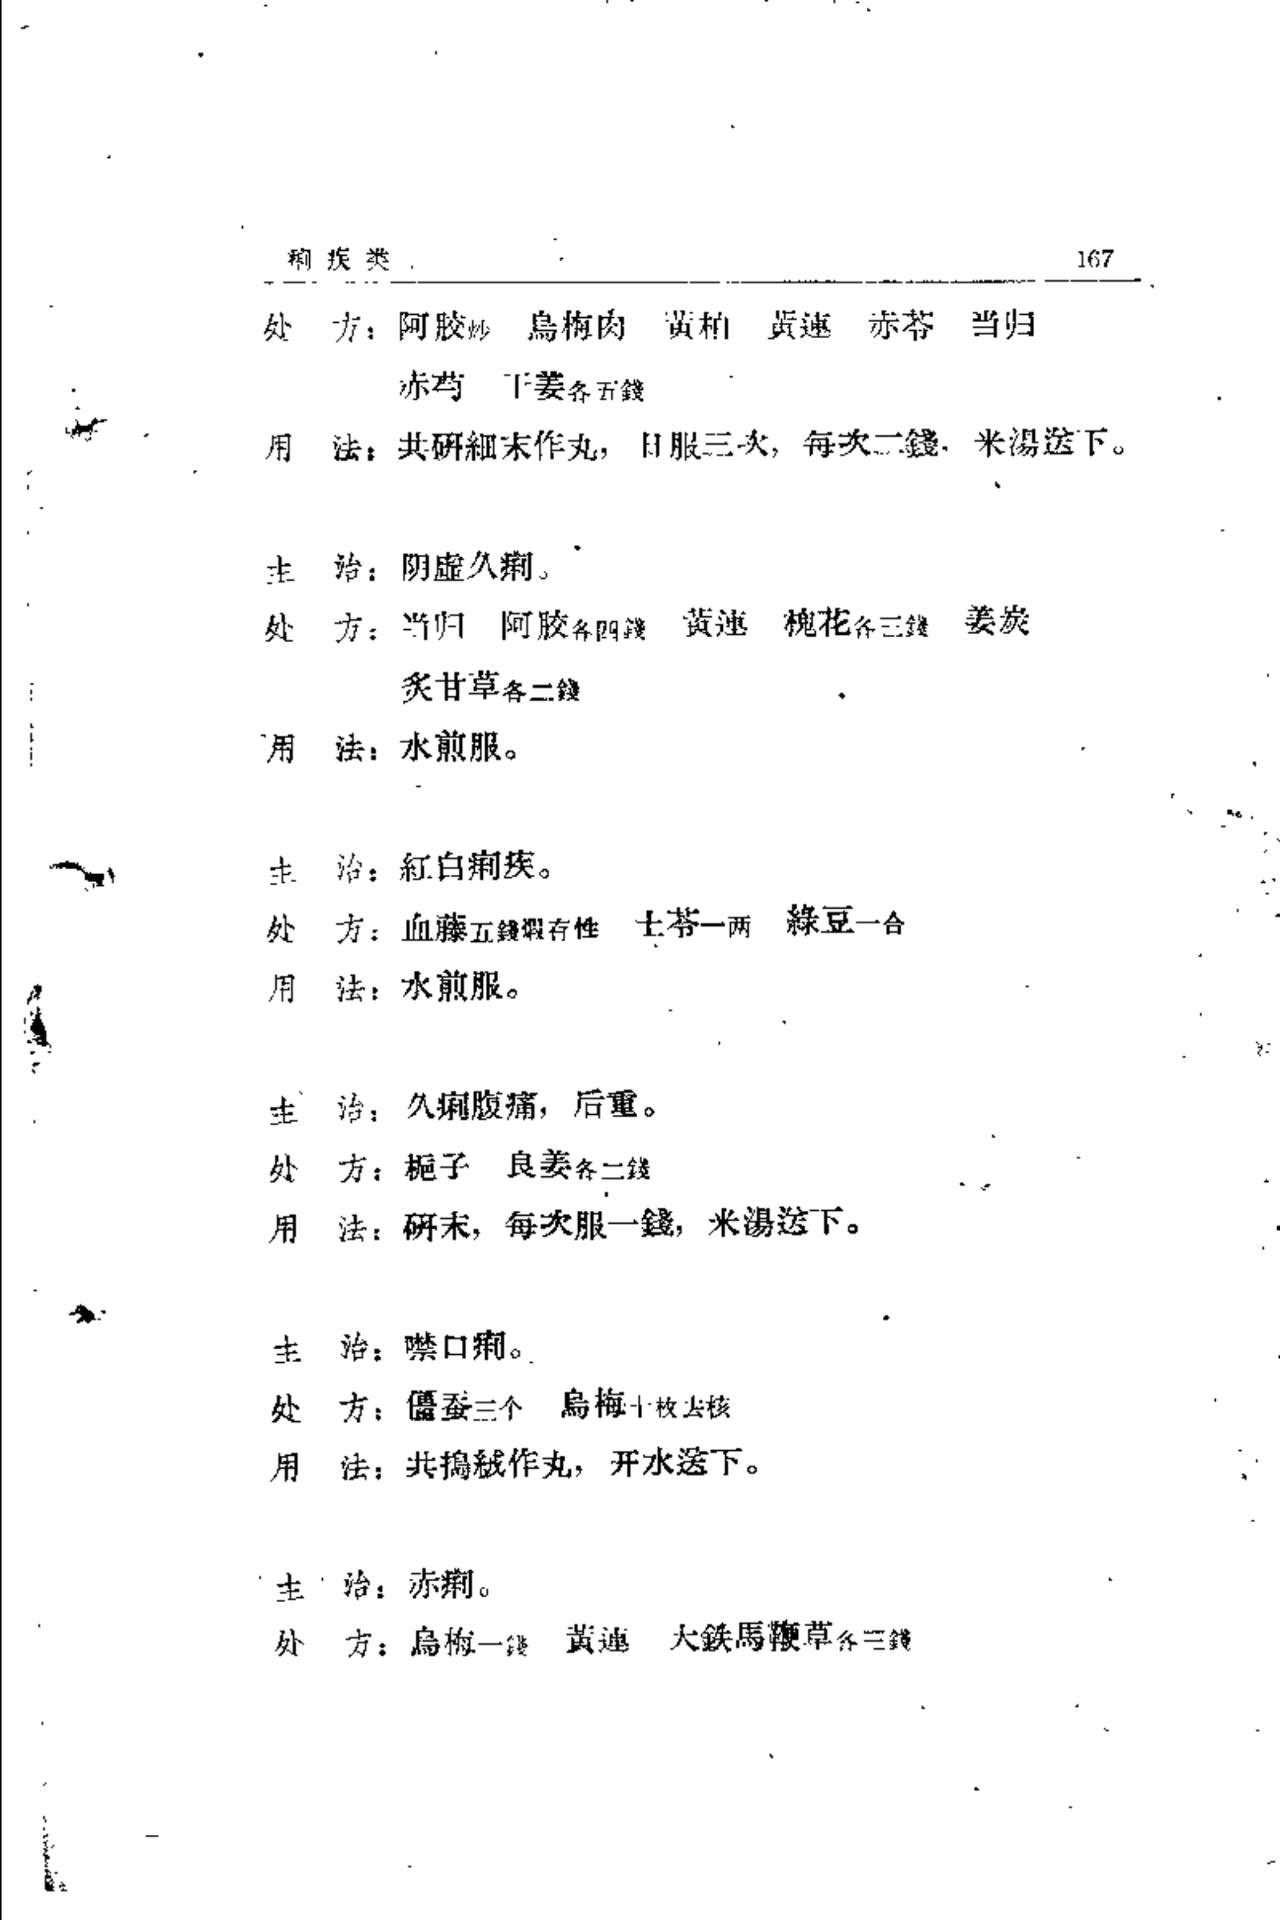 痢疾类 167
处 方：阿胶炒 烏梅肉 黃柏 黃連 赤苓 当归
赤芍 干姜各五錢
用 法：共研細末作丸，日服三次，每次二錢，米湯送下。
主 治：阴虛久痢。
处 方：当归 阿胶各四錢 黃連 槐花各三錢 姜炭
炙甘草各二錢
用 法：水煎服。
主 治：紅白痢疾。
处 方：血藤五錢煆存性 土苓一两 綠豆一合
用 法：水煎服。
主 治：久痢腹痛，后重。
处 方：梔子 良姜各二錢
用 法：研末，每次服一錢，米湯送下。
主 治：噤口痢。
处 方：僵蚕三个 烏梅十枚去核
用 法：共搗絨作丸，开水送下。
主 治：赤痢。
处 方：烏梅一錢 黃連 大鉄馬鞭草各三錢